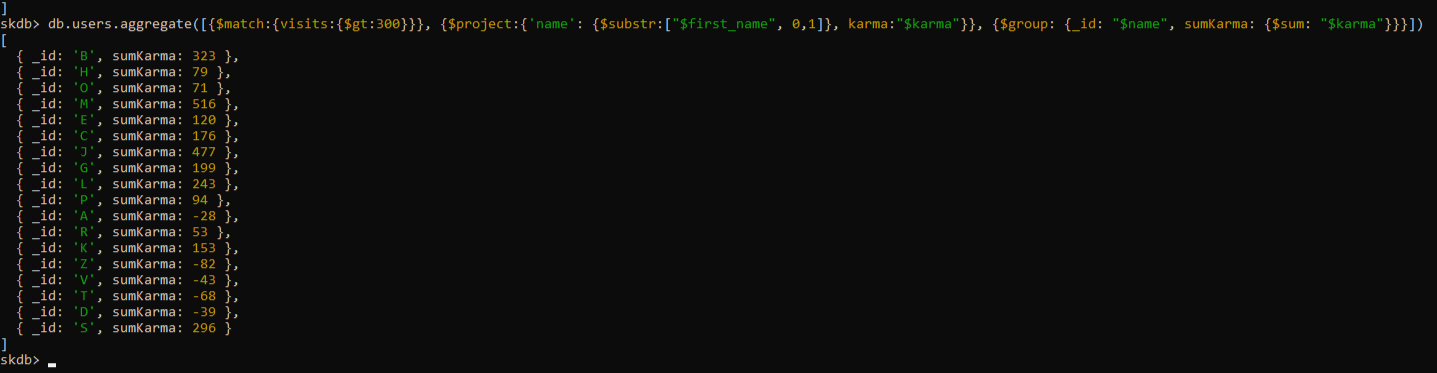 ]
skdb> db.users.aggregate([{$match:{visits:{$gt:300}}}, {$project:{'name': {$substr:["$first_name", 0,1]}, karma:"$karma"}}, {$group: {_id: "$name", sumKarma: {$sum: "$karma"}}}])
[
  { _id: 'B', sumKarma: 323 },
  { _id: 'H', sumKarma: 79 },
  { _id: 'O', sumKarma: 71 },
  { _id: 'M', sumKarma: 516 },
  { _id: 'E', sumKarma: 120 },
  { _id: 'C', sumKarma: 176 },
  { _id: 'J', sumKarma: 477 },
  { _id: 'G', sumKarma: 199 },
  { _id: 'L', sumKarma: 243 },
  { _id: 'P', sumKarma: 94 },
  { _id: 'A', sumKarma: -28 },
  { _id: 'R', sumKarma: 53 },
  { _id: 'K', sumKarma: 153 },
  { _id: 'Z', sumKarma: -82 },
  { _id: 'V', sumKarma: -43 },
  { _id: 'T', sumKarma: -68 },
  { _id: 'D', sumKarma: -39 },
  { _id: 'S', sumKarma: 296 }
]
skdb>